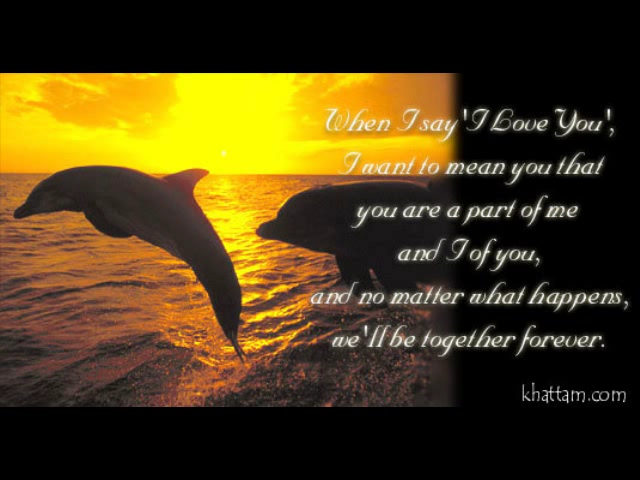 When I say 'I Love You',
I want to mean you that
you are a part of me
and I of you,
and no matter what happens,
we'll be together forever.
khattam.com